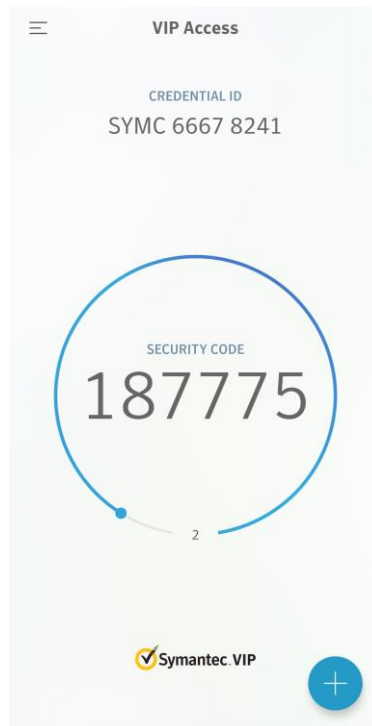 VIP Access
CREDENTIAL ID
SYMC 6667 8241
SECURITY CODE
187775
2
Symantec.VIP